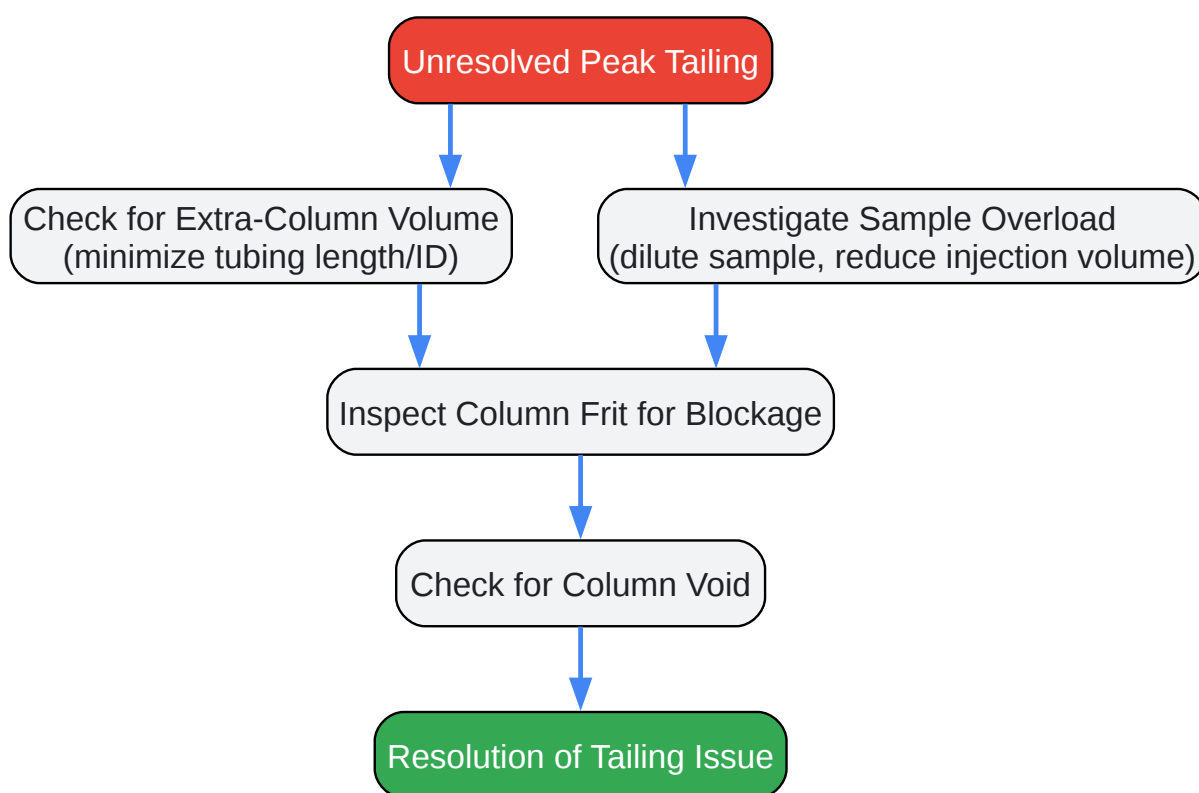 Unresolved Peak Tailing
Check for Extra-Column Volume
(minimize tubing length/ID)
Investigate Sample Overload
(dilute sample, reduce injection volume)
Inspect Column Frit for Blockage
Check for Column Void
Resolution of Tailing Issue